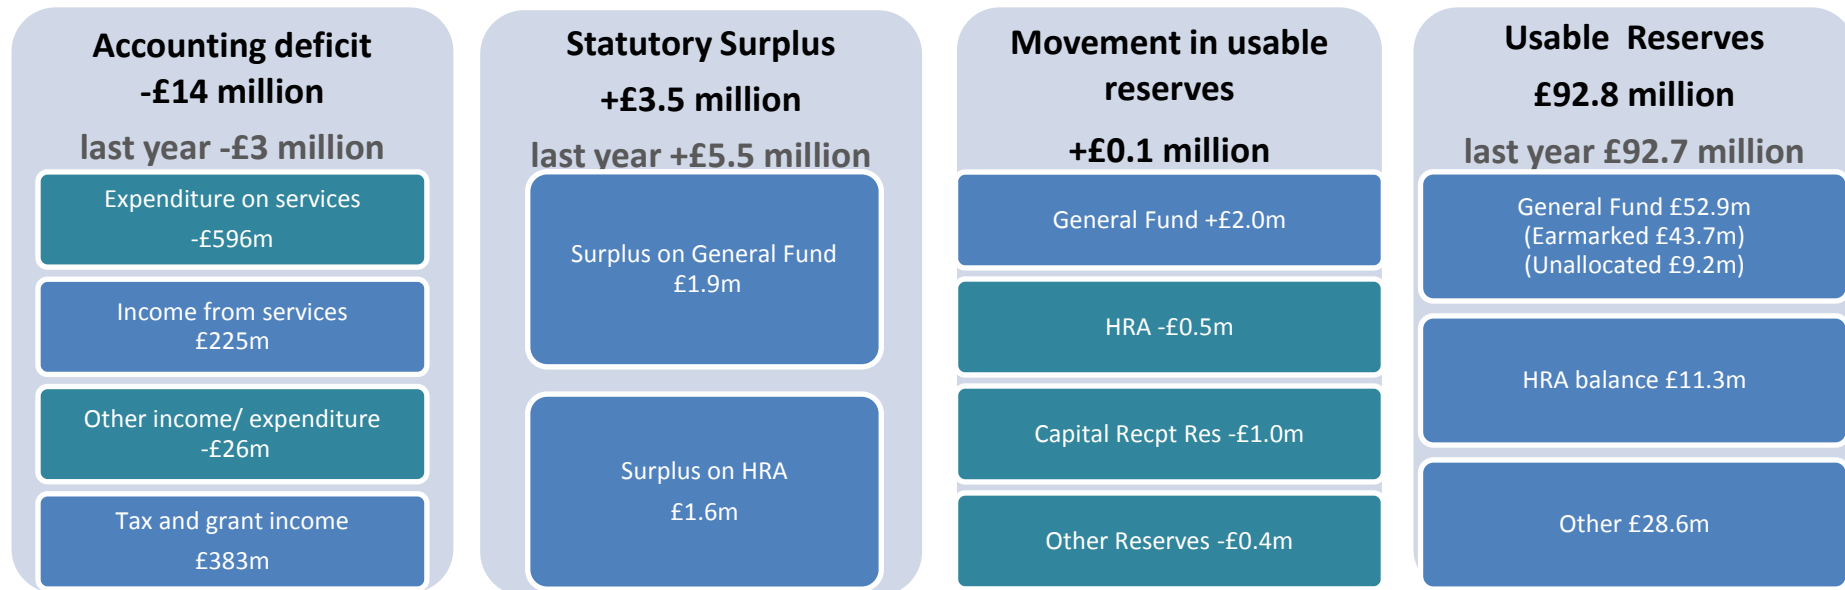 Accounting deficit
-£14 million
last year -£3 million
Expenditure on services
-£596m
Income from services
£225m
Other income/ expenditure
-£26m
Tax and grant income
£383m
Statutory Surplus
+£3.5 million
last year +£5.5 million
Surplus on General Fund
£1.9m
Surplus on HRA
£1.6m
Movement in usable
reserves
+£0.1 million
General Fund +£2.0m
HRA -£0.5m
Capital Recpt Res -£1.0m
Other Reserves -£0.4m
Usable Reserves
£92.8 million
last year £92.7 million
General Fund £52.9m
(Earmarked £43.7m)
(Unallocated £9.2m)
HRA balance £11.3m
Other £28.6m